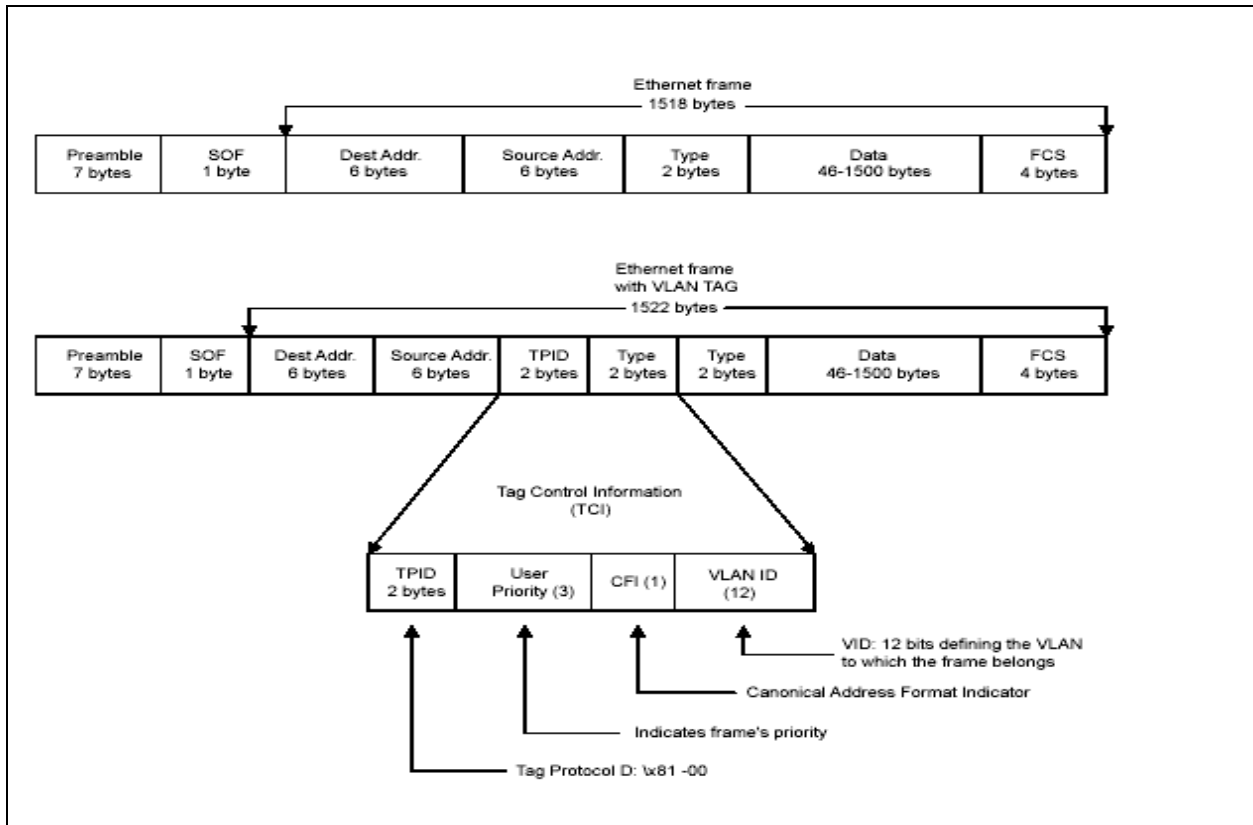 Ethernet frame
1518 bytes
Preamble
7 bytes
SOF
1 byte
Dest Addr.
6 bytes
Source Addr.
6 bytes
Type
2 bytes
Data
46-1500 bytes
FCS
4 bytes
Ethernet frame
with VLAN TAG
1522 bytes
Preamble
7 bytes
SOF
1 byte
Dest Addr.
6 bytes
Source Addr.
6 bytes
TPID
2 bytes
Type
2 bytes
Type
2 bytes
Data
46-1500 bytes
FCS
4 bytes
Tag Control Information
(TCI)
TPID
2 bytes
User
Priority (3)
CFI (1)
VLAN ID
(12)
VID: 12 bits defining the VLAN
to which the frame belongs
Canonical Address Format Indicator
Indicates frame's priority
Tag Protocol D: \x81 -00